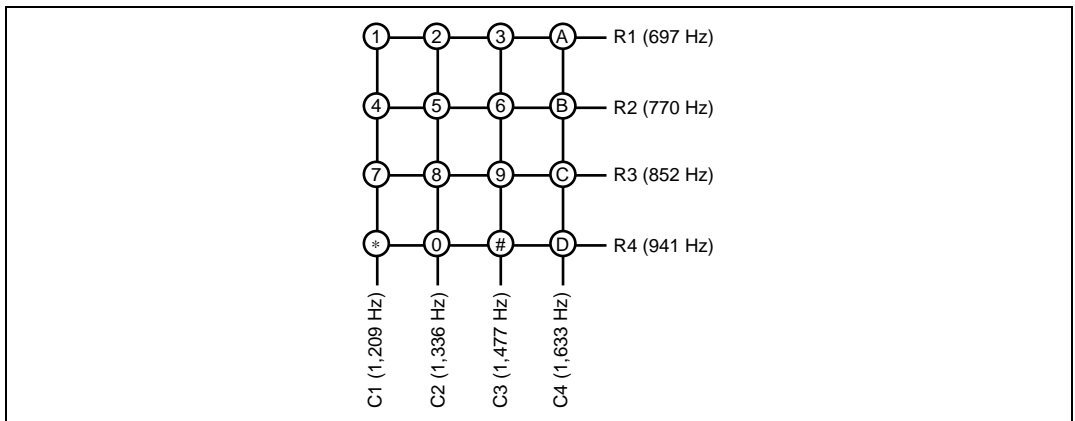 1 2 3 A R1 (697 Hz)
4 5 6 B R2 (770 Hz)
7 8 9 C R3 (852 Hz)
* 0 # D R4 (941 Hz)
C1 (1,209 Hz)
C2 (1,336 Hz)
C3 (1,477 Hz)
C4 (1,633 Hz)